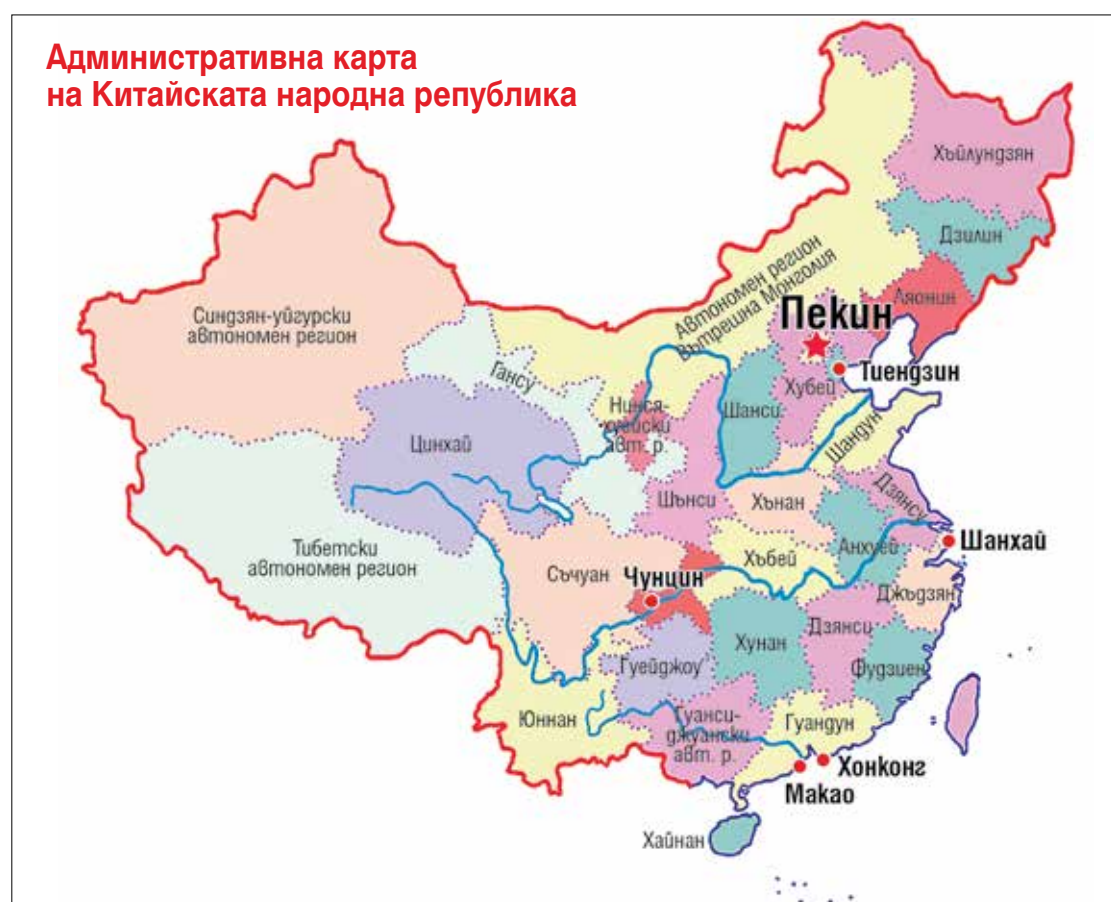 Административна карта
на Китайската народна република
Хъйлундзян
Дзилин
Автономен регион
Вътрешна Монголия
Ляонин
Пекин
Синдзян-уйгурски
автономен регион
Гансу
Тиендзин
Хубей
Нинся-
хуейски
авт. р.
Шанси
Цинхай
Шандун
Шънси
Хънан
Дзянсу
Тибетски
автономен регион
Шанхай
Анхуей
Хъбей
Съчуан
Чунцин
Джъдзян
Дзянси
Хунан
Гуейджоу
Фудзиен
Юннан
Гуанси-
джуански
авт. р.
Гуандун
Хонконг
Макао
Хайнан